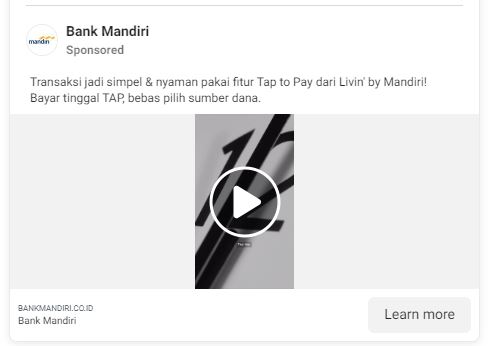 Bank Mandiri
Sponsored
mandiri
Transaksi jadi simpel & nyaman pakai fitur Tap to Pay dari Livin' by Mandiri!
Bayar tinggal TAP, bebas pilih sumber dana.
12
BANKMANDIRI.CO.ID
Bank Mandiri
Learn more